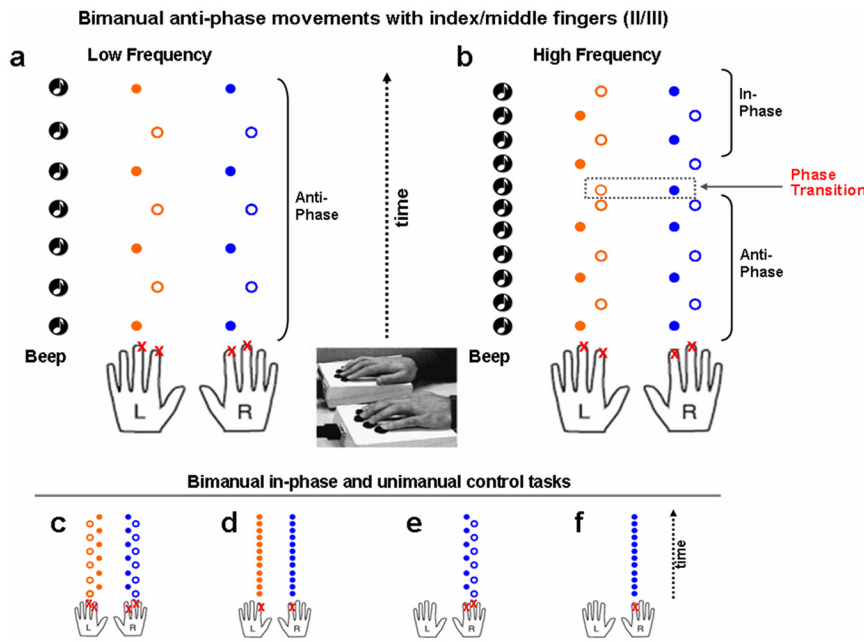 Bimanual anti-phase movements with index/middle fingers (II/III)
a
Low Frequency
Anti-
Phase
Beep
L
R
time
b
High Frequency
In-
Phase
Phase
Transition
Anti-
Phase
Beep
L
R
Bimanual in-phase and unimanual control tasks
c
d
e
f
time
L
R
L
R
L
R
L
R